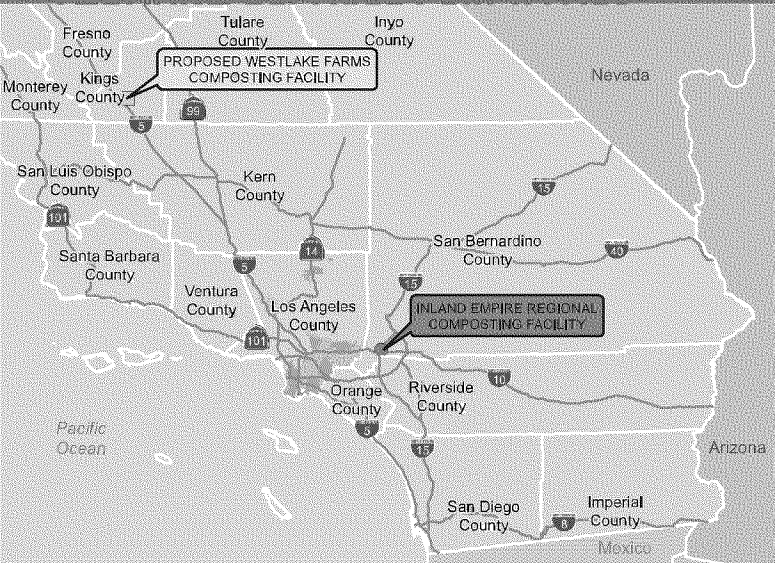 Fresno
County
Tulare
County
Inyo
County
PROPOSED WESTLAKE FARMS
COMPOSTING FACILITY
Nevada
Monterey
County
Kings
County
99
5
San Luis Obispo
County
Kern
County
15
101
San Bernardino
County
40
14
Santa Barbara
County
5
15
Ventura
County
Los Angeles
County
INLAND EMPIRE REGIONAL
COMPOSTING FACILITY
101
10
Orange
County
Riverside
County
Pacific
Ocean
5
15
Arizona
San Diego
County
Imperial
County
8
Mexico